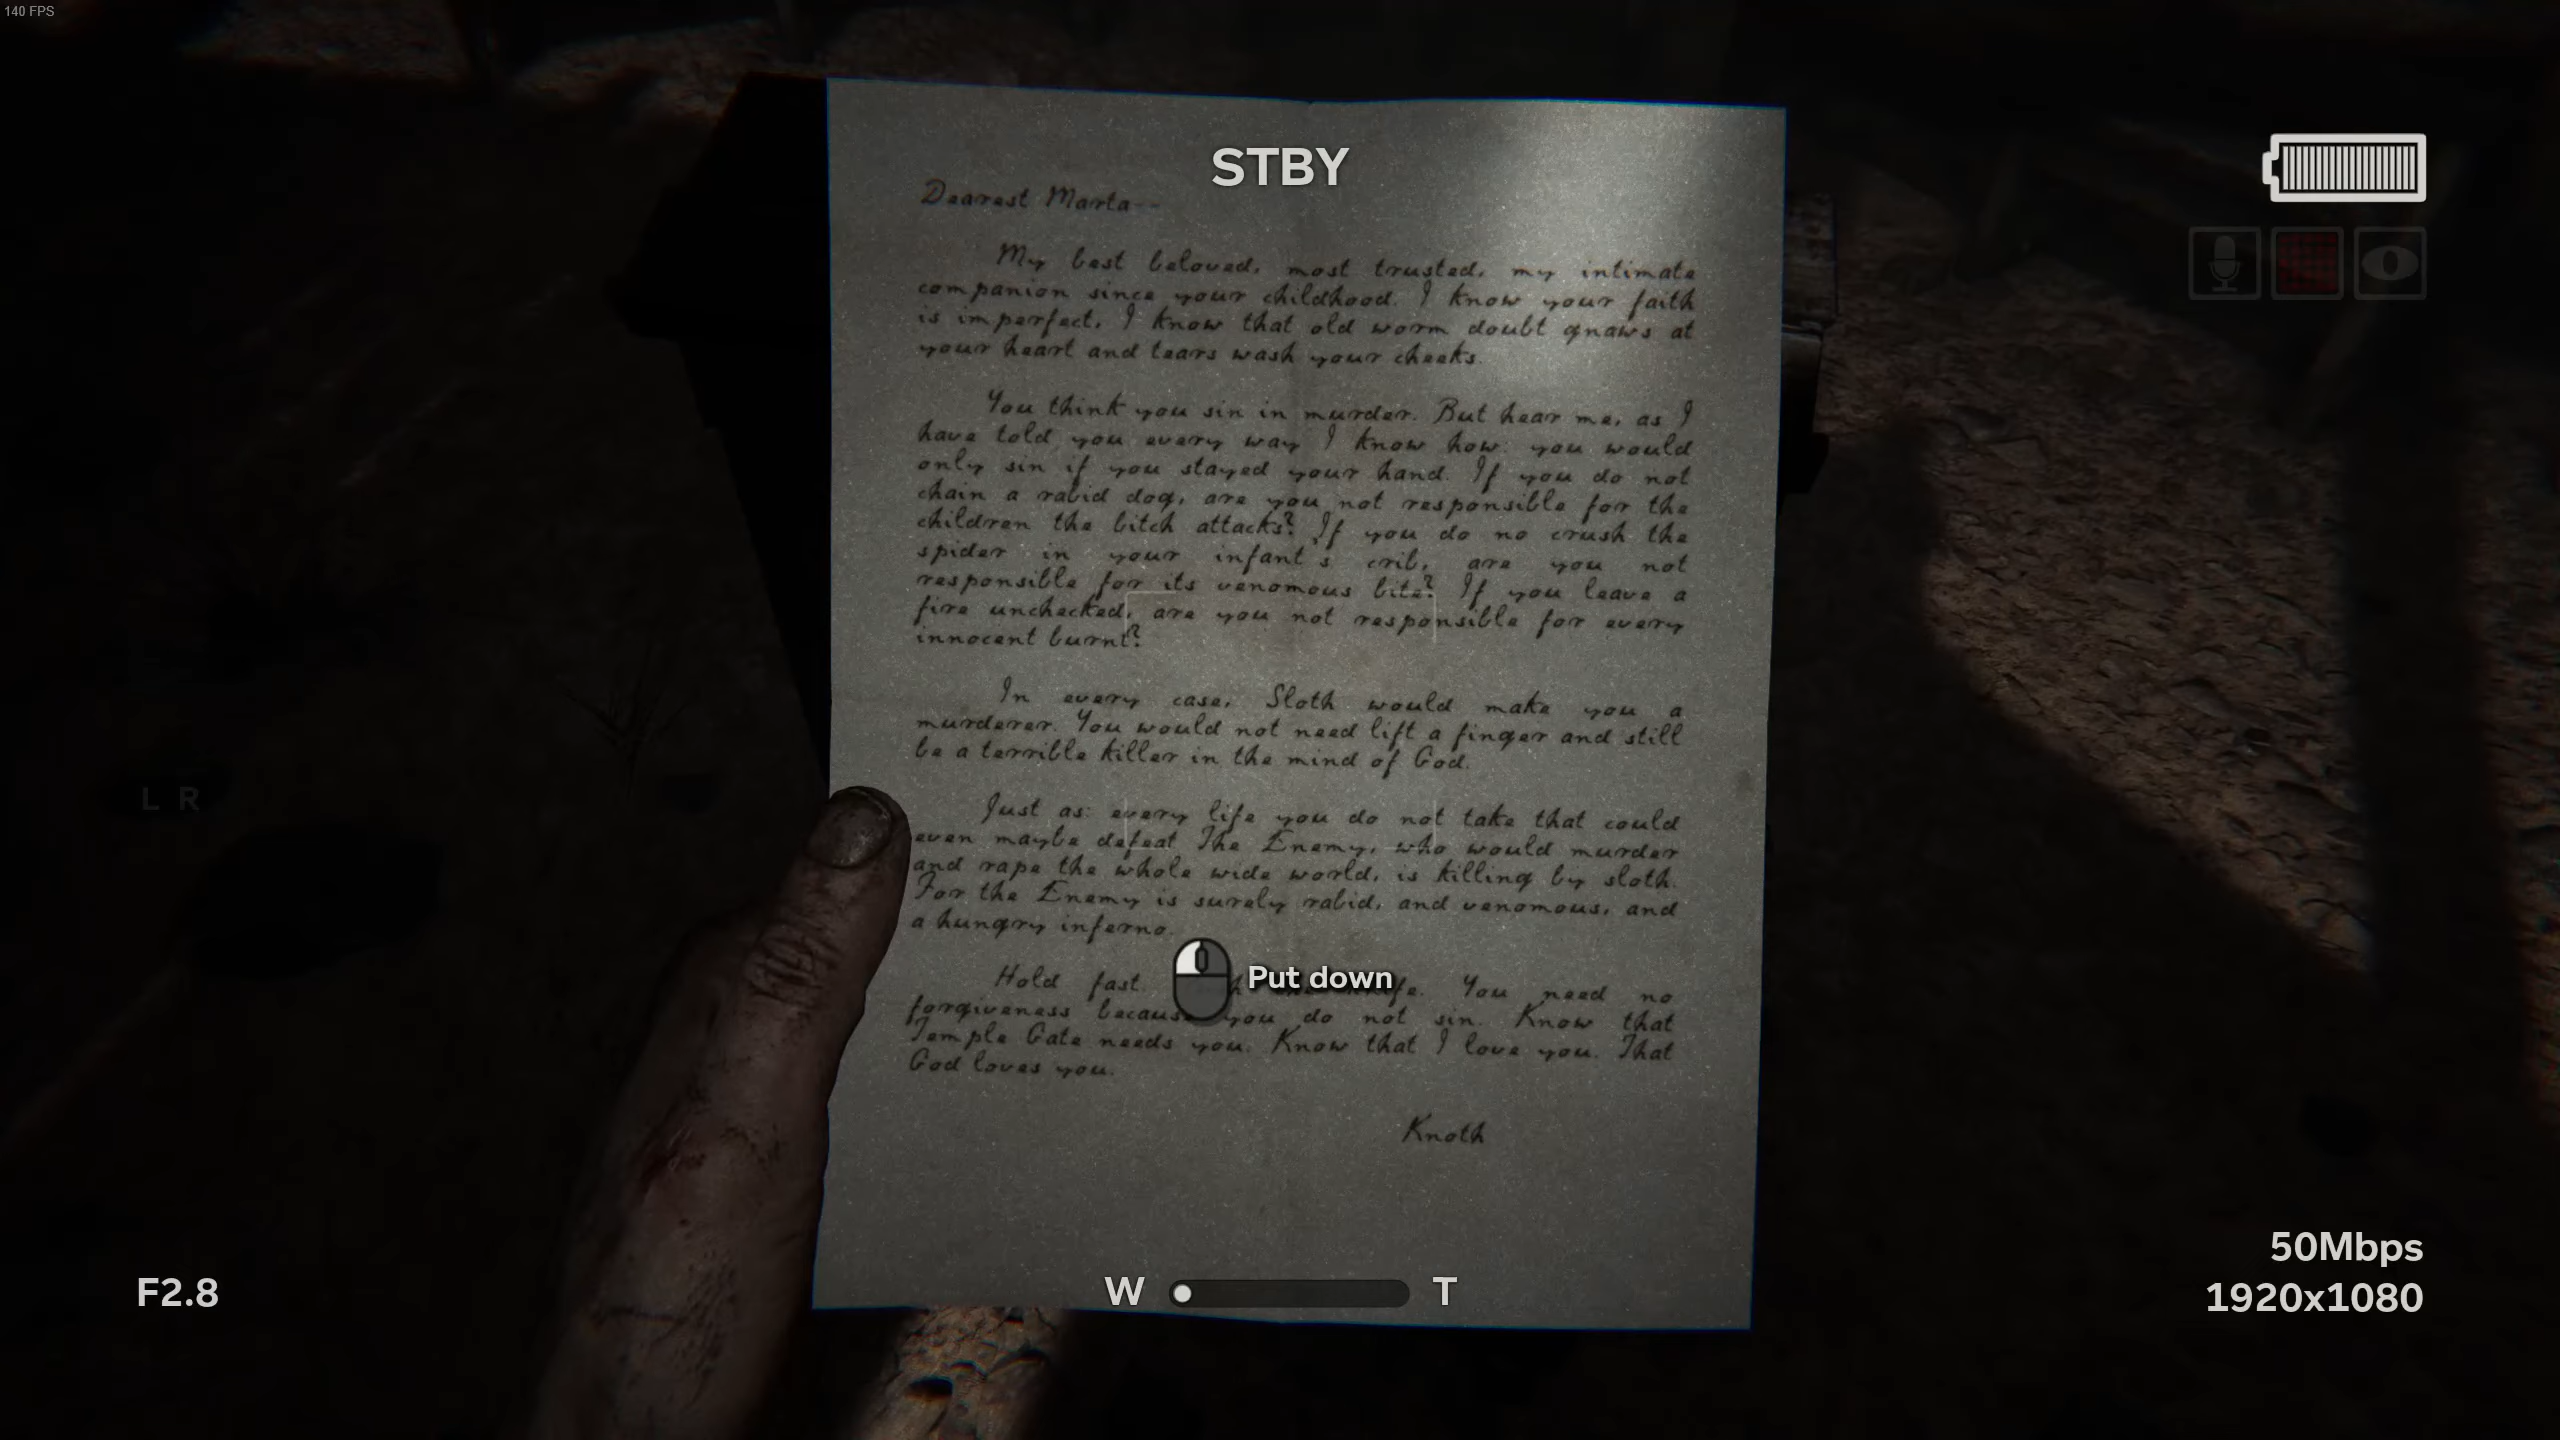 140 FPS
STBY
Dearest Marta--
My best beloved, most trusted, my intimate
companion since your childhood. I know your faith
is imperfect, I know that old worm doubt gnaws at
your heart and tears wash your cheeks.
You think you sin in murder. But hear me, as I
have told you every way I know how: you would
only sin if you stayed your hand. If you do not
chain a rabid dog, are you not responsible for the
children the bitch attacks? If you do no crush the
spider in your infant's crib, are you not
responsible for its venomous bite? If you leave a
fire unchecked, are you not responsible for every
innocent burnt?
In every case, Sloth would make you a
murderer. You would not need lift a finger and still
be a terrible killer in the mind of God.
Just as: every life you do not take that could
even maybe defeat The Enemy, who would murder
and rape the whole wide world, is killing by sloth.
For the Enemy is surely rabid, and venomous, and
a hungry inferno.
Hold fast. You need no
Put down
forgiveness because you do not sin. Know that
Temple Gate needs you. Know that I love you. That
God loves you.
Knoth
L R
F2.8
W T
50Mbps
1920x1080